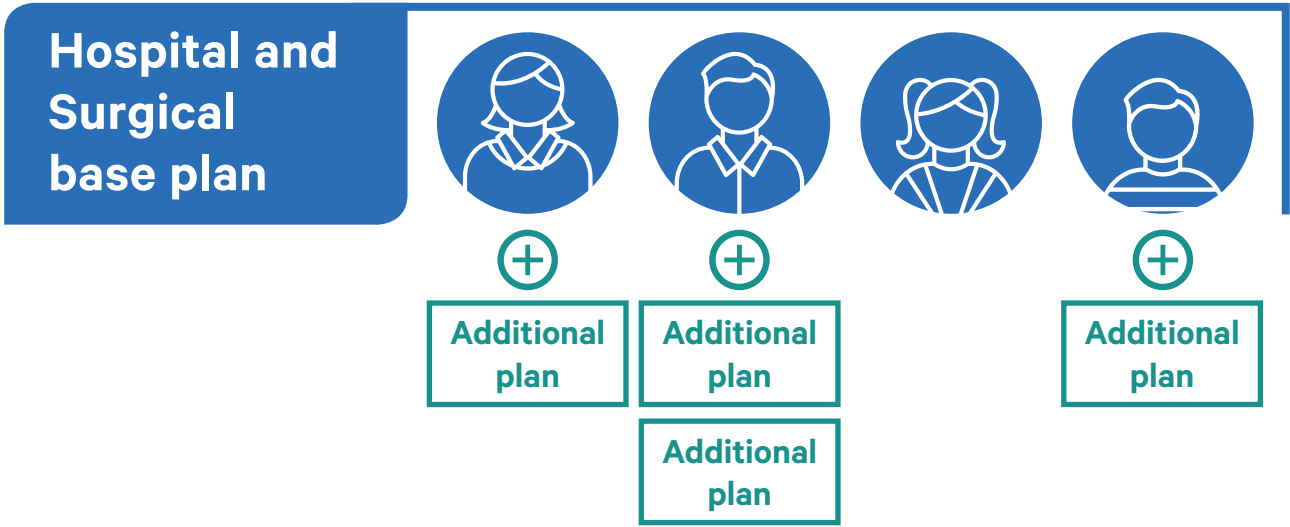 Hospital and
Surgical
base plan
Additional
plan
Additional
plan
Additional
plan
Additional
plan